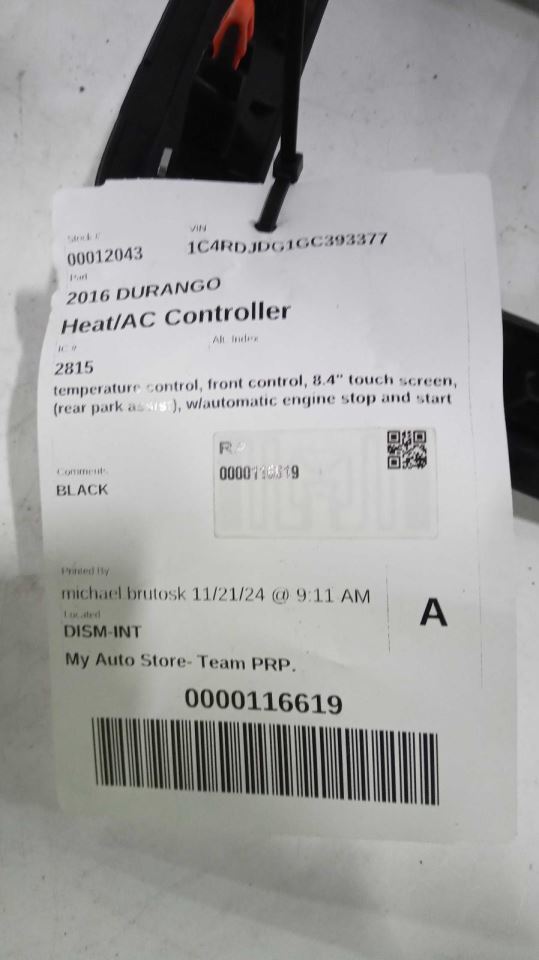 Stock #
VIN
00012043
1C4RDJDG1GC393377
Part
2016 DURANGO
Heat/AC Controller
IC #
Alt. Index
2815
temperature control, front control, 8.4" touch screen,
(rear park assist), w/automatic engine stop and start
Comments
BLACK
0000116619
Printed By
michael brutosk 11/21/24 @ 9:11 AM
Located
DISM-INT
A
My Auto Store- Team PRP.
0000116619